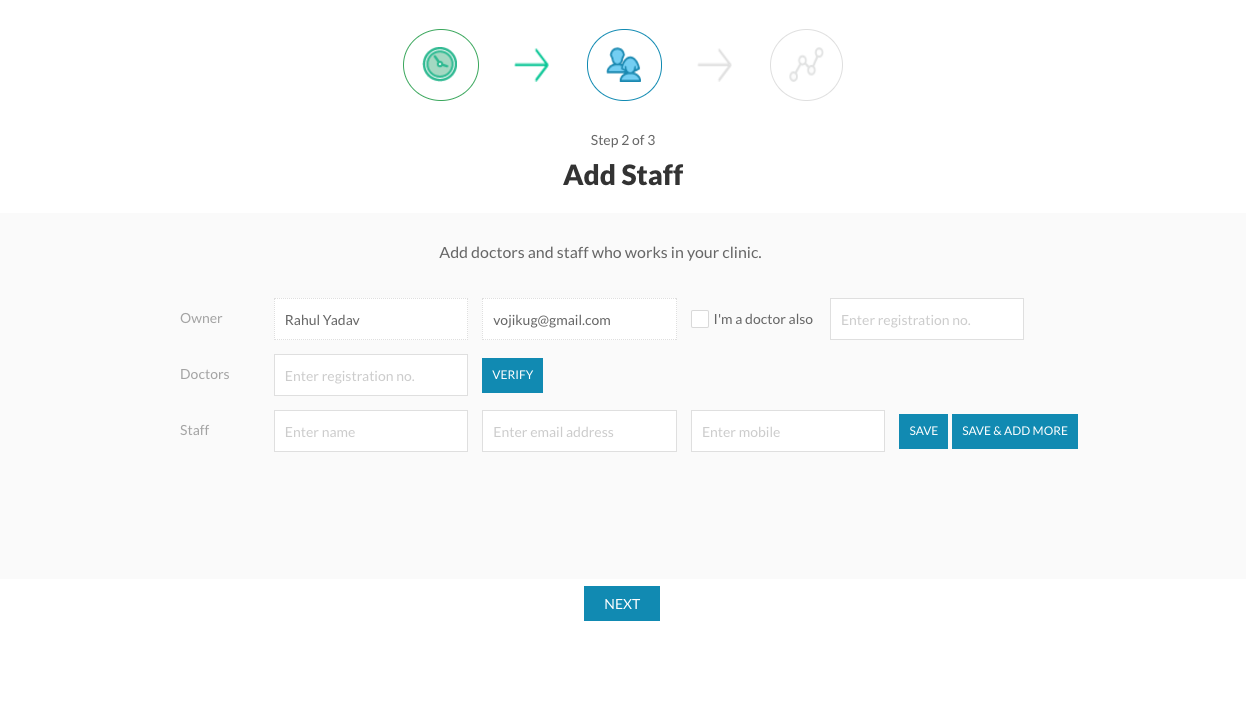 Step 2 of 3
Add Staff
Add doctors and staff who works in your clinic.
Owner Rahul Yadav vojikug@gmail.com I'm a doctor also Enter registration no.
Doctors Enter registration no. VERIFY
Staff Enter name Enter email address Enter mobile SAVE SAVE & ADD MORE
NEXT